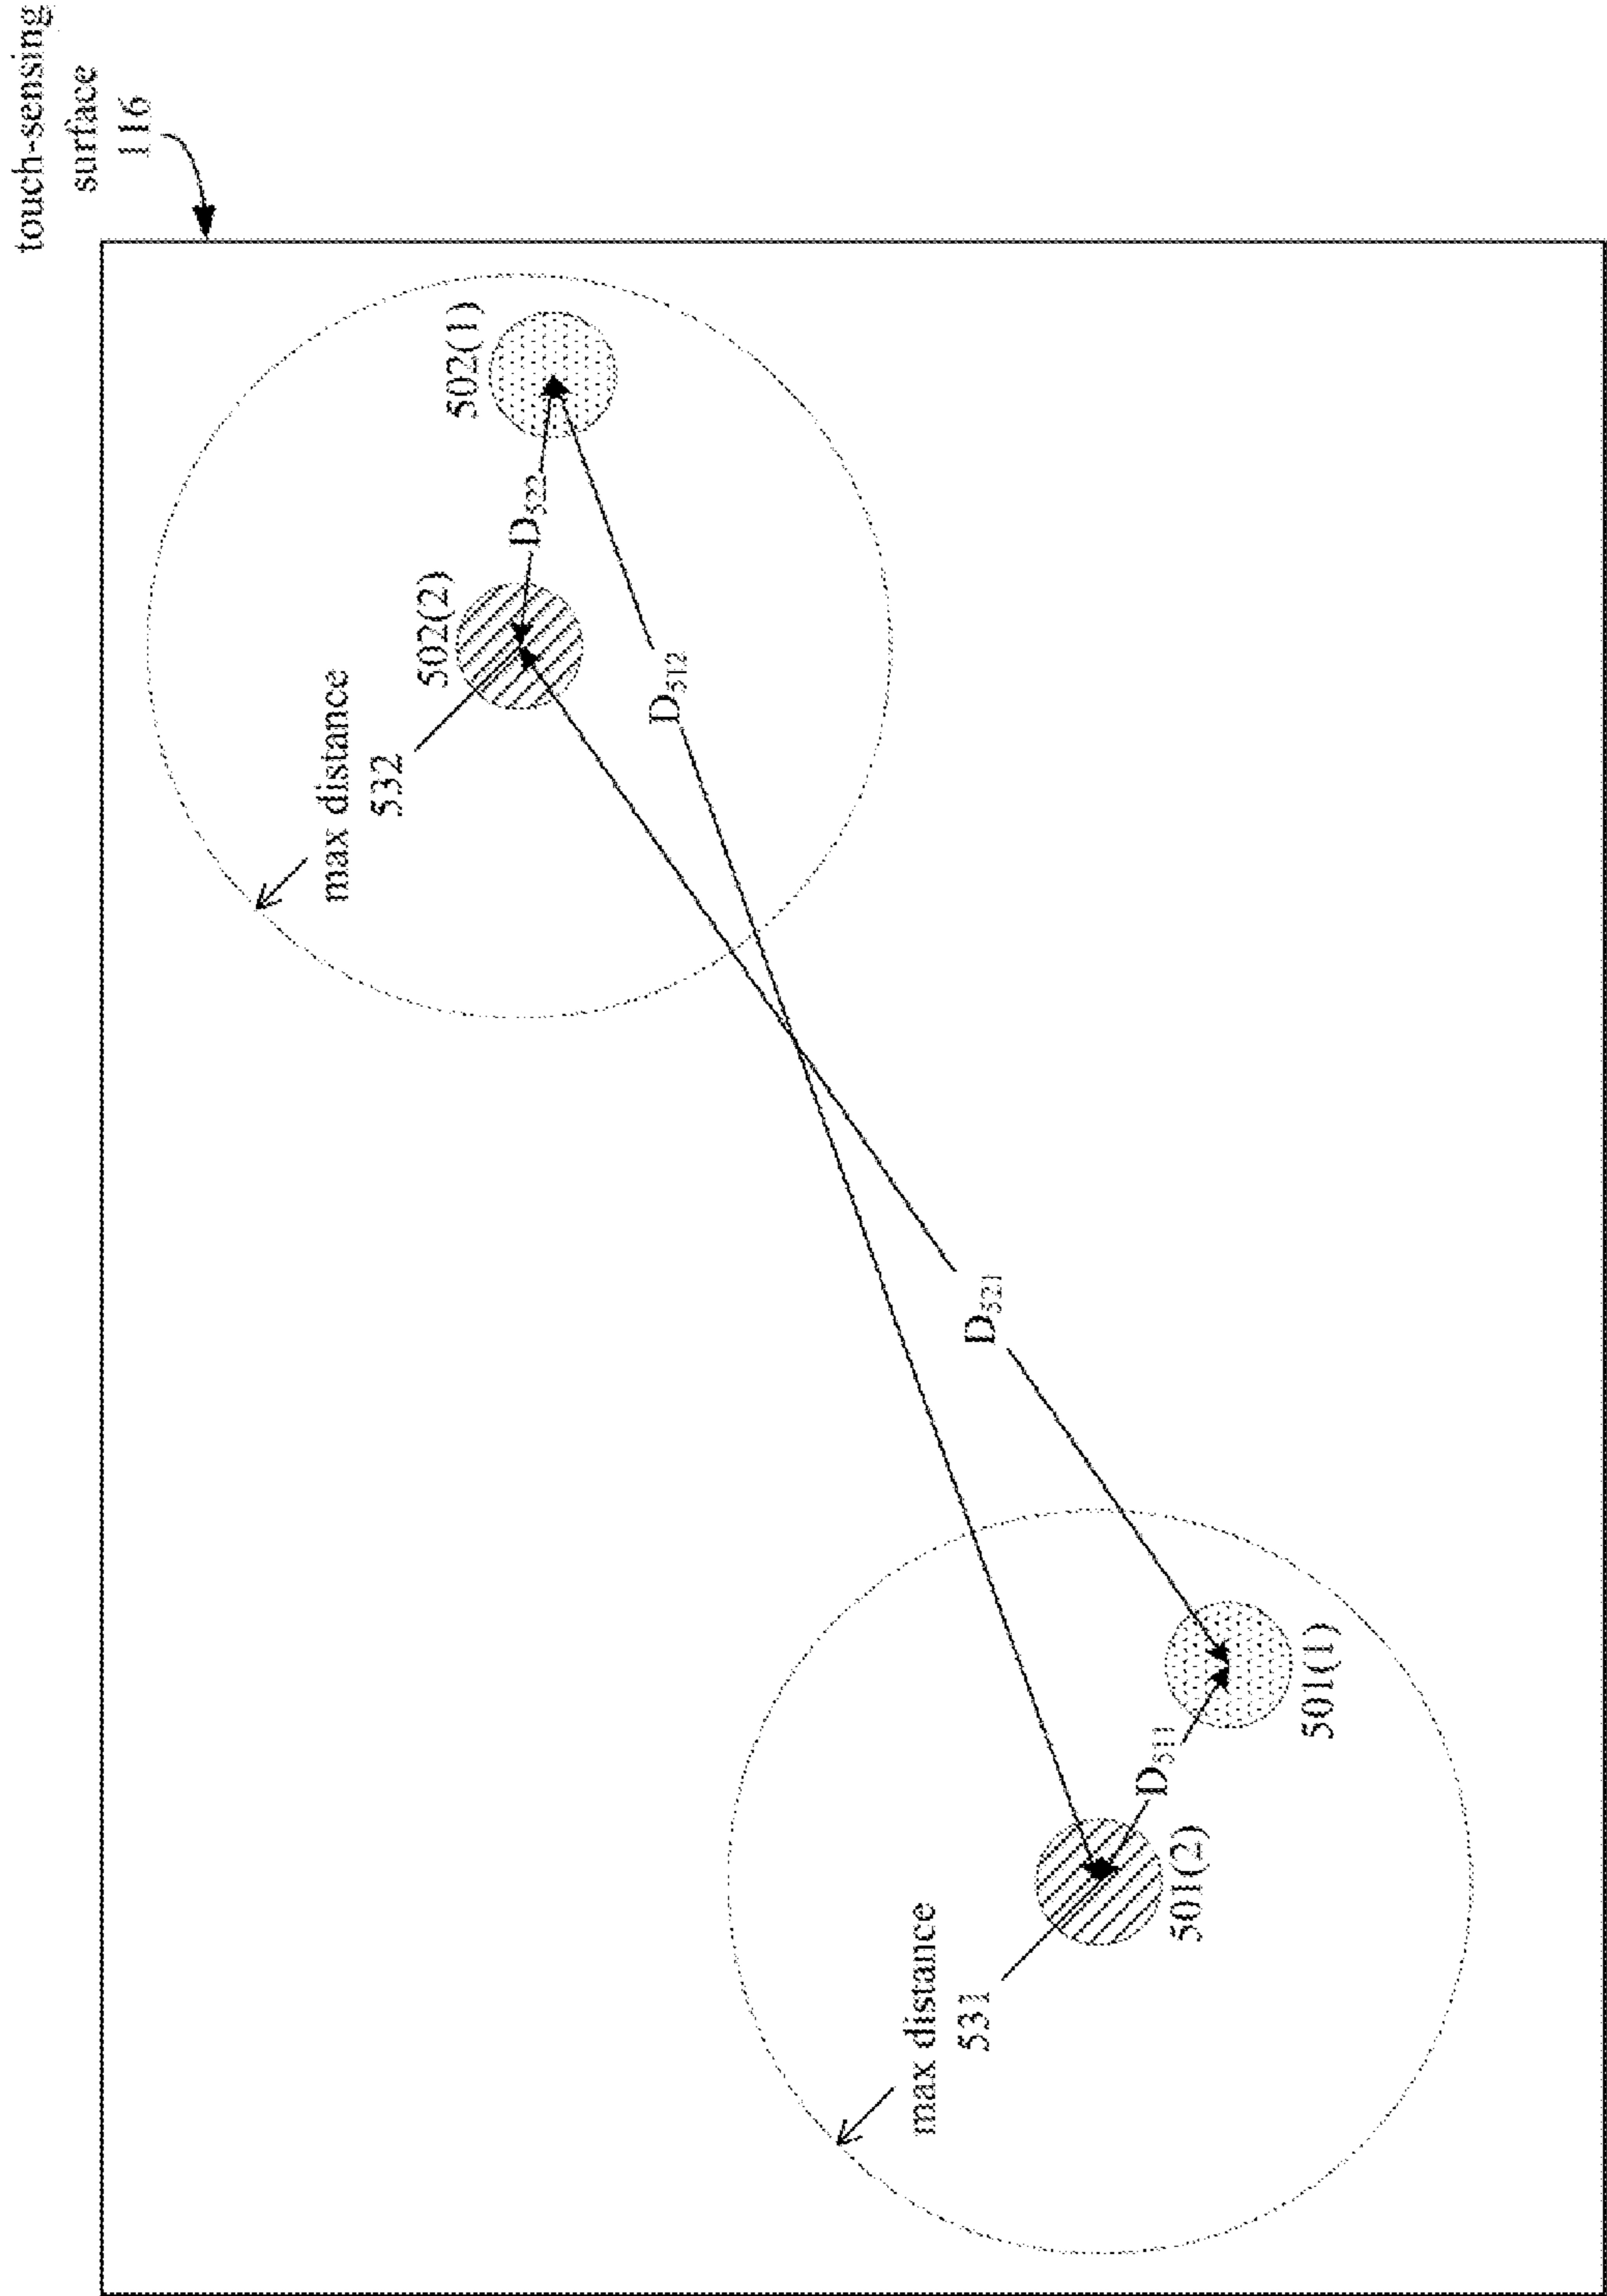 touch-sensing
surface
116
502(1)
D522
502(2)
max distance
532
D512
D521
501(1)
D511
501(2)
max distance
531